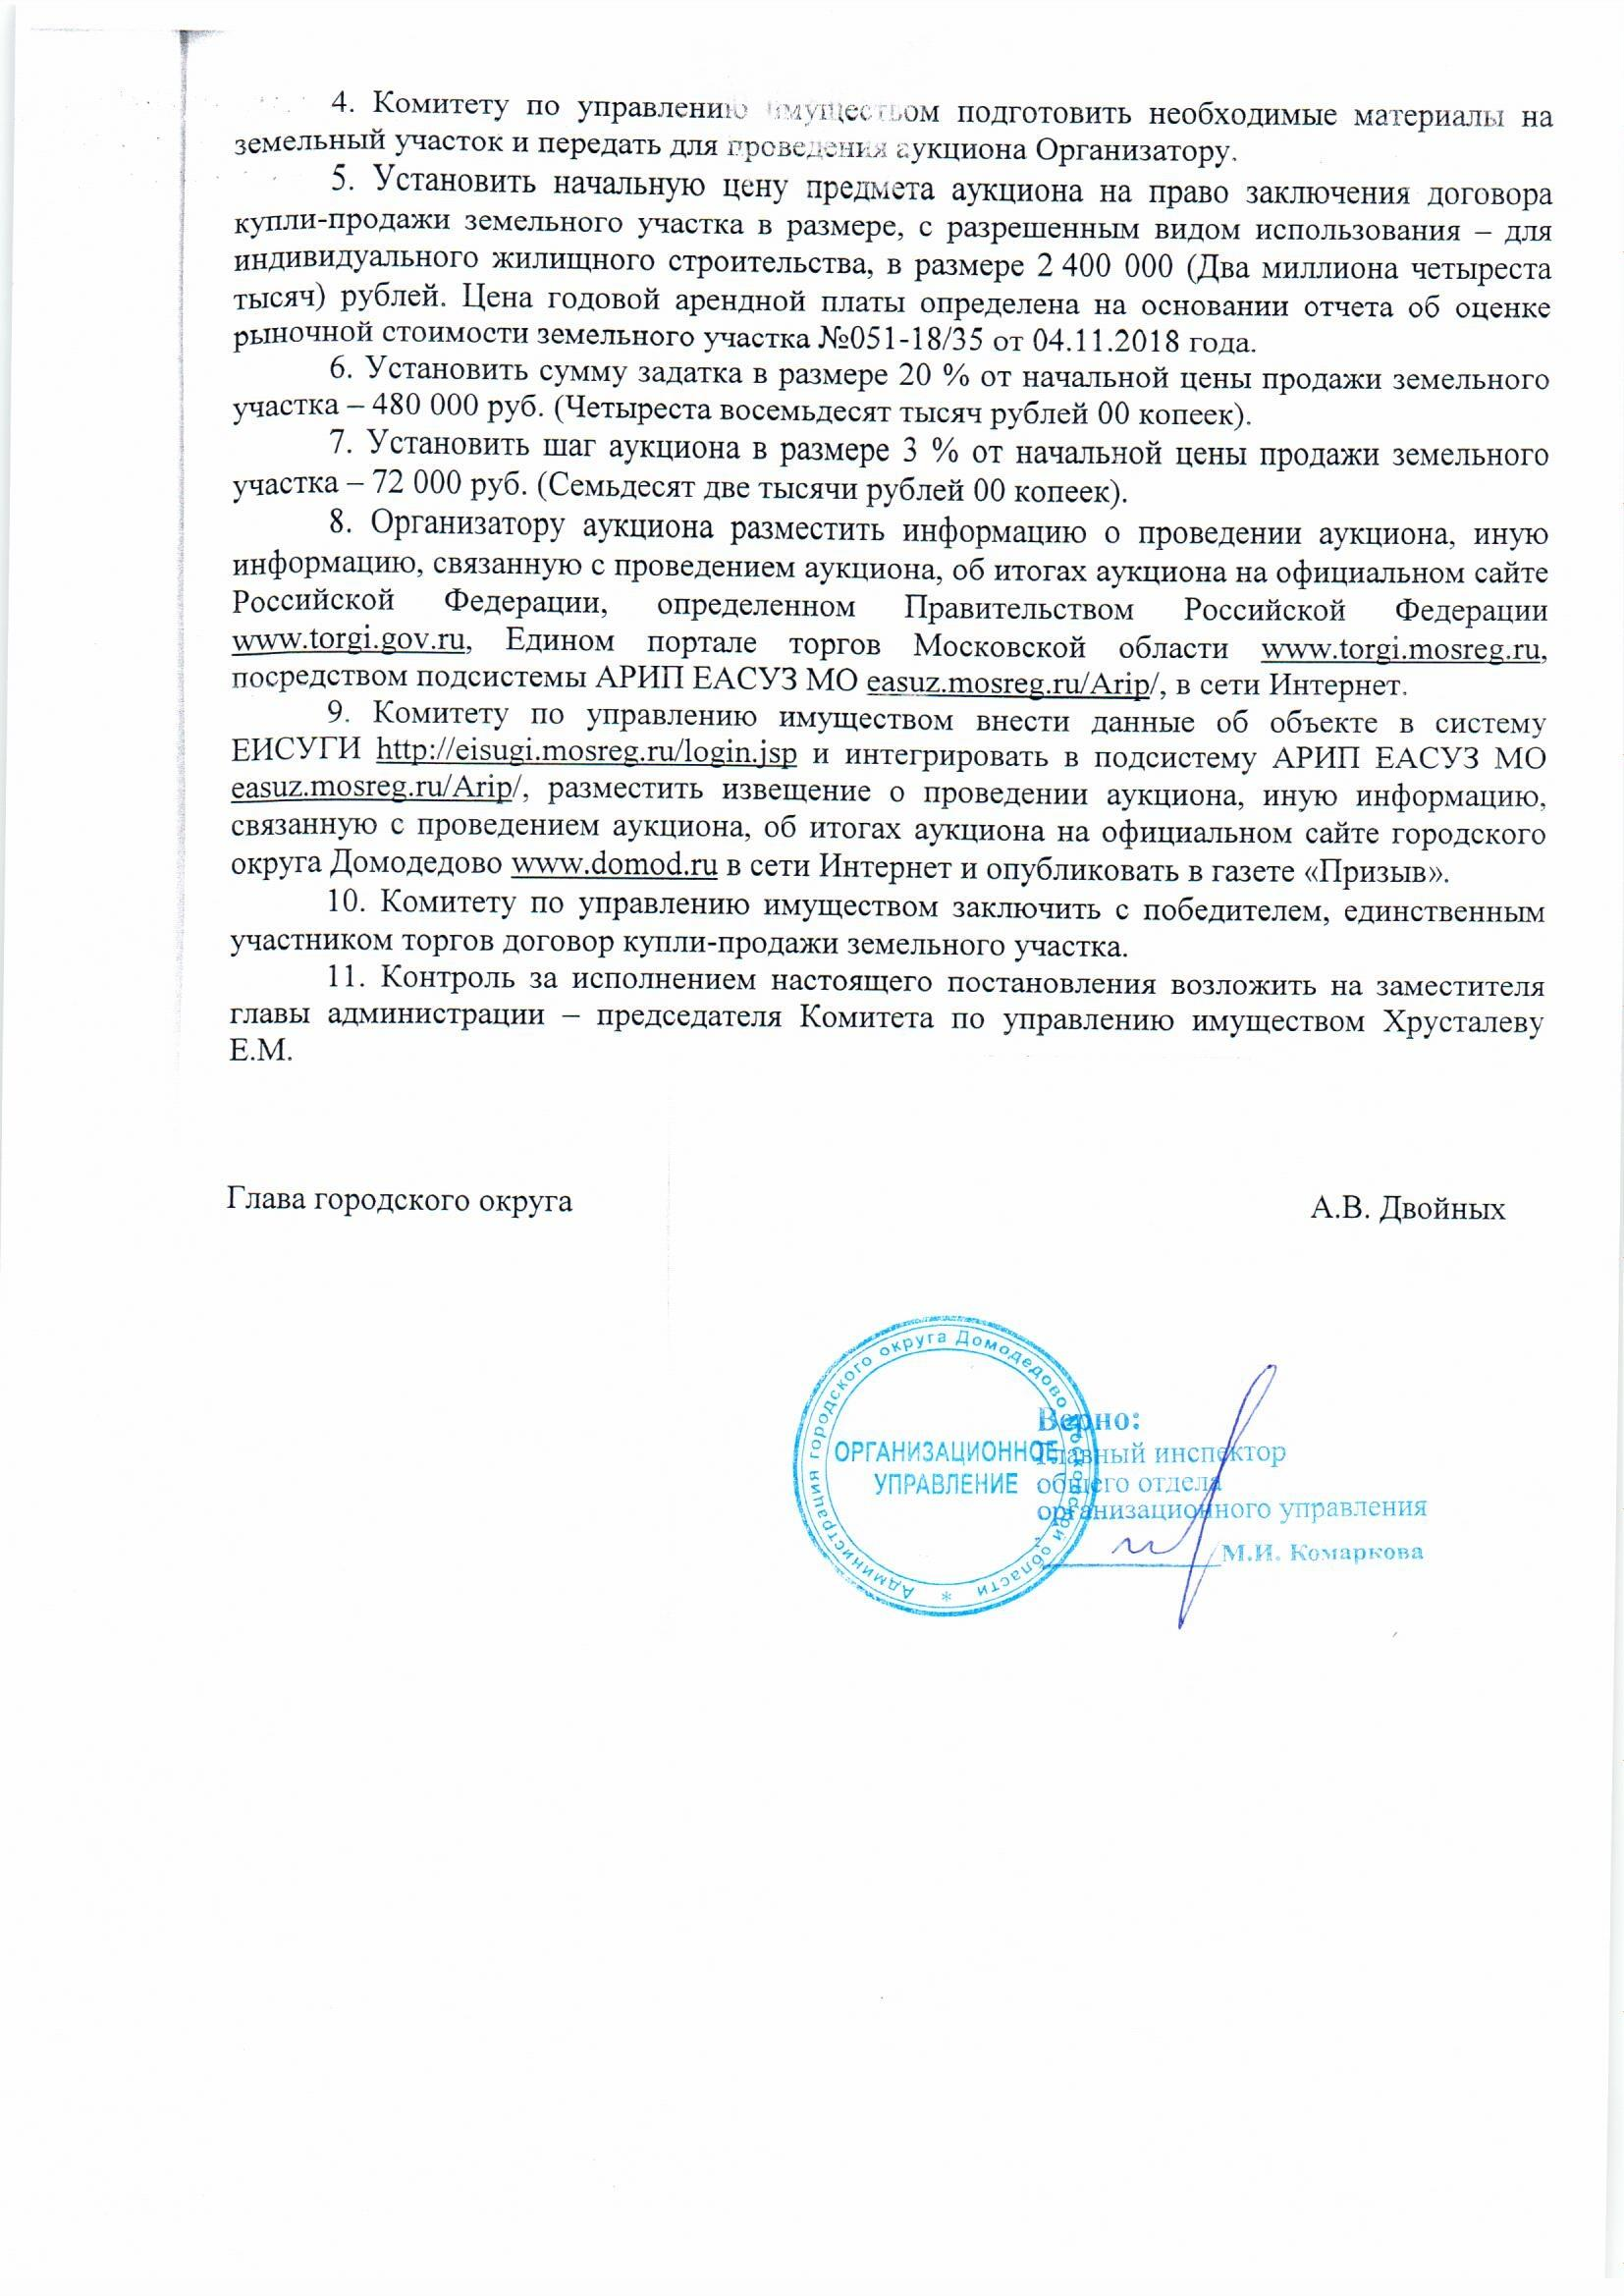 4. Комитету по управлению имуществом подготовить необходимые материалы на
земельный участок и передать для проведения аукциона Организатору.
5. Установить начальную цену предмета аукциона на право заключения договора
купли-продажи земельного участка в размере, с разрешенным видом использования – для
индивидуального жилищного строительства, в размере 2 400 000 (Два миллиона четыреста
тысяч) рублей. Цена годовой арендной платы определена на основании отчета об оценке
рыночной стоимости земельного участка №051-18/35 от 04.11.2018 года.
6. Установить сумму задатка в размере 20 % от начальной цены продажи земельного
участка – 480 000 руб. (Четыреста восемьдесят тысяч рублей 00 копеек).
7. Установить шаг аукциона в размере 3 % от начальной цены продажи земельного
участка – 72 000 руб. (Семьдесят две тысячи рублей 00 копеек).
8. Организатору аукциона разместить информацию о проведении аукциона, иную
информацию, связанную с проведением аукциона, об итогах аукциона на официальном сайте
Российской Федерации, определенном Правительством Российской Федерации
www.torgi.gov.ru, Едином портале торгов Московской области www.torgi.mosreg.ru,
посредством подсистемы АРИП ЕАСУЗ МО easuz.mosreg.ru/Arip/, в сети Интернет.
9. Комитету по управлению имуществом внести данные об объекте в систему
ЕИСУГИ http://eisugi.mosreg.ru/login.jsp и интегрировать в подсистему АРИП ЕАСУЗ МО
easuz.mosreg.ru/Arip/, разместить извещение о проведении аукциона, иную информацию,
связанную с проведением аукциона, об итогах аукциона на официальном сайте городского
округа Домодедово www.domod.ru в сети Интернет и опубликовать в газете «Призыв».
10. Комитету по управлению имуществом заключить с победителем, единственным
участником торгов договор купли-продажи земельного участка.
11. Контроль за исполнением настоящего постановления возложить на заместителя
главы администрации – председателя Комитета по управлению имуществом Хрусталеву
Е.М.
Глава городского округа А.В. Двойных
Администрация городского округа Домодедово Московской области *
ОРГАНИЗАЦИОННОЕ
УПРАВЛЕНИЕ
Верно:
Главный инспектор
общего отдела
организационного управления
М.И. Комаркова